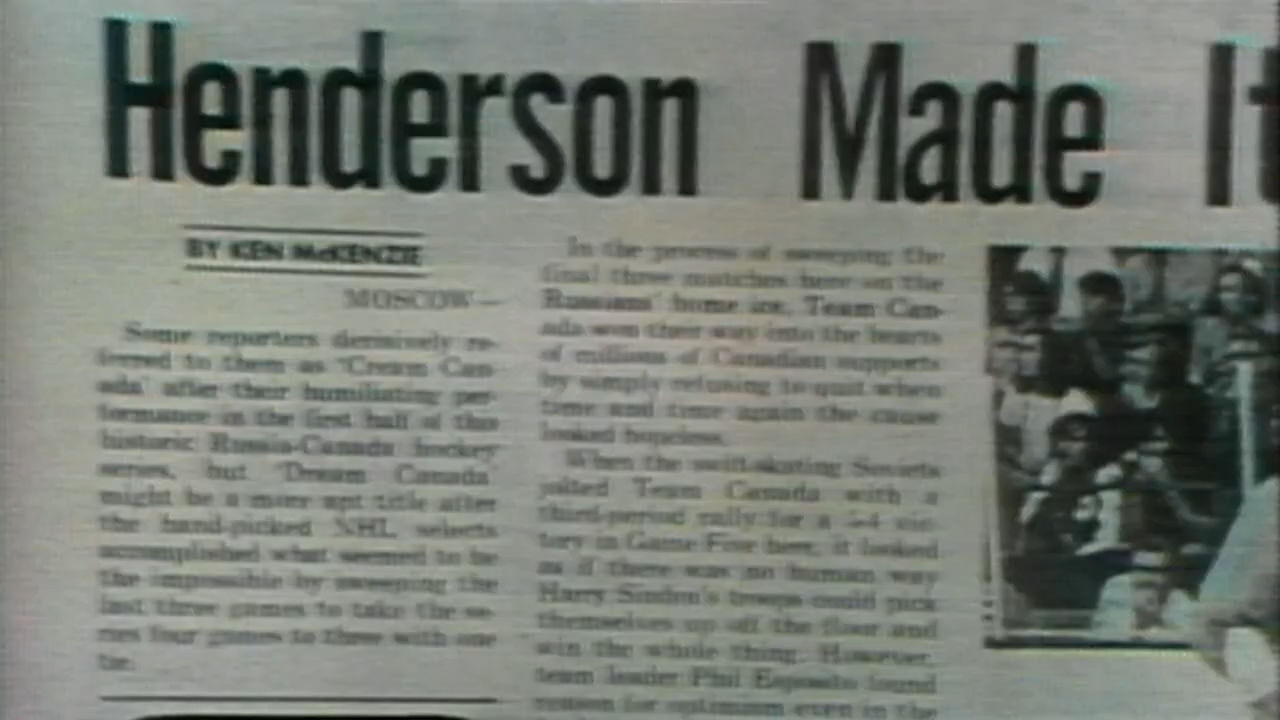 Henderson Made It
BY KEN McKENZIE
MOSCOW—
Some reporters derisively re-
ferred to them as 'Cream Can-
ada' after their humiliating per-
formance in the first half of this
historic Russia-Canada hockey
series, but 'Dream Canada'
might be a more apt title after
the hand-picked NHL selects
accomplished what seemed to be
the impossible by sweeping the
last three games to take the se-
ries four games to three with one
tie.
In the process of sweeping the
final three matches here on the
Russians' home ice, Team Can-
ada won their way into the hearts
of millions of Canadian supports
by simply refusing to quit when
time and time again the cause
looked hopeless.
When the swift-skating Soviets
jolted Team Canada with a
third-period rally for a 5-4 vic-
tory in Game Five here, it looked
as if there was no human way
Harry Sinden's troops could pick
themselves up off the floor and
win the whole thing. However,
team leader Phil Esposito found
reason for optimism even in the